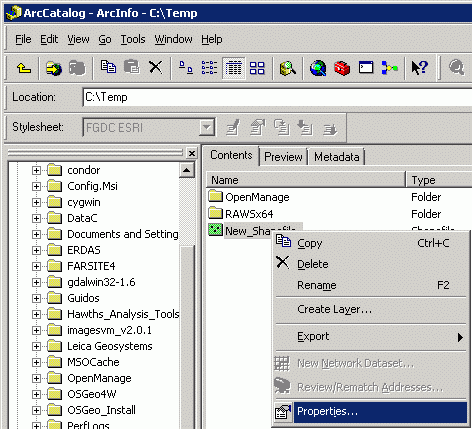 ArcCatalog - ArcInfo - C:\Temp
File Edit View Go Tools Window Help
Location: C:\Temp
Stylesheet: FGDC ESRI
Contents Preview Metadata
Name Type
OpenManage Folder
RAWSx64 Folder
New_Shapefile Shapefile
condor
Config.Msi
cygwin
DataC
Documents and Setting
ERDAS
FARSITE4
gdalwin32-1.6
Guidos
Hawths_Analysis_Tools
imagesvm_v2.0.1
Leica Geosystems
MSOCache
OpenManage
OSGeo4W
OSGeo_Install
PerfLogs
Copy Ctrl+C
Delete
Rename F2
Create Layer...
Export
New Network Dataset...
Review/Rematch Addresses...
Properties...